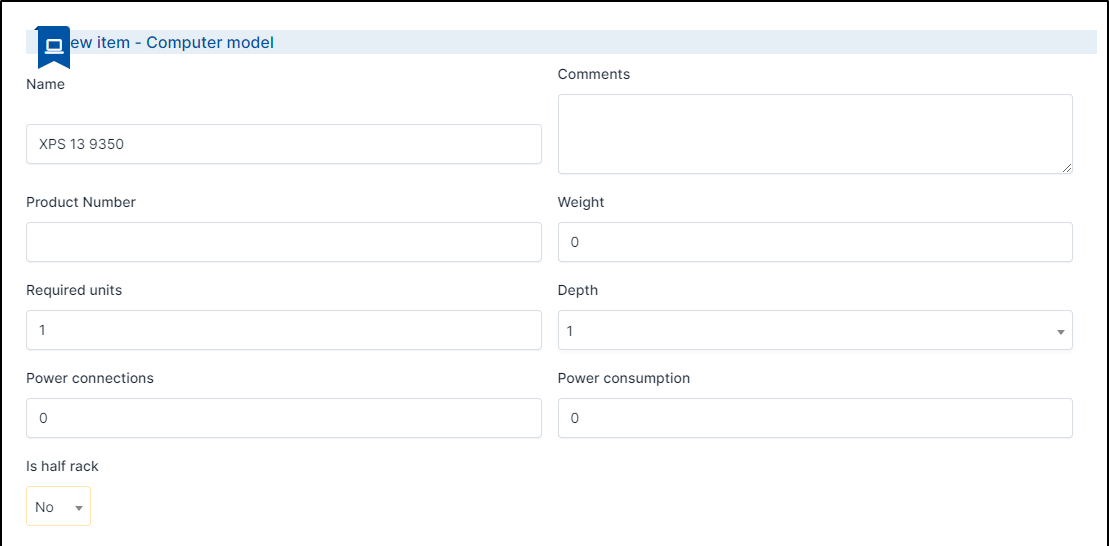 ew item - Computer model
Name
XPS 13 9350
Comments
Product Number
Weight
0
Required units
1
Depth
1
Power connections
0
Power consumption
0
Is half rack
No